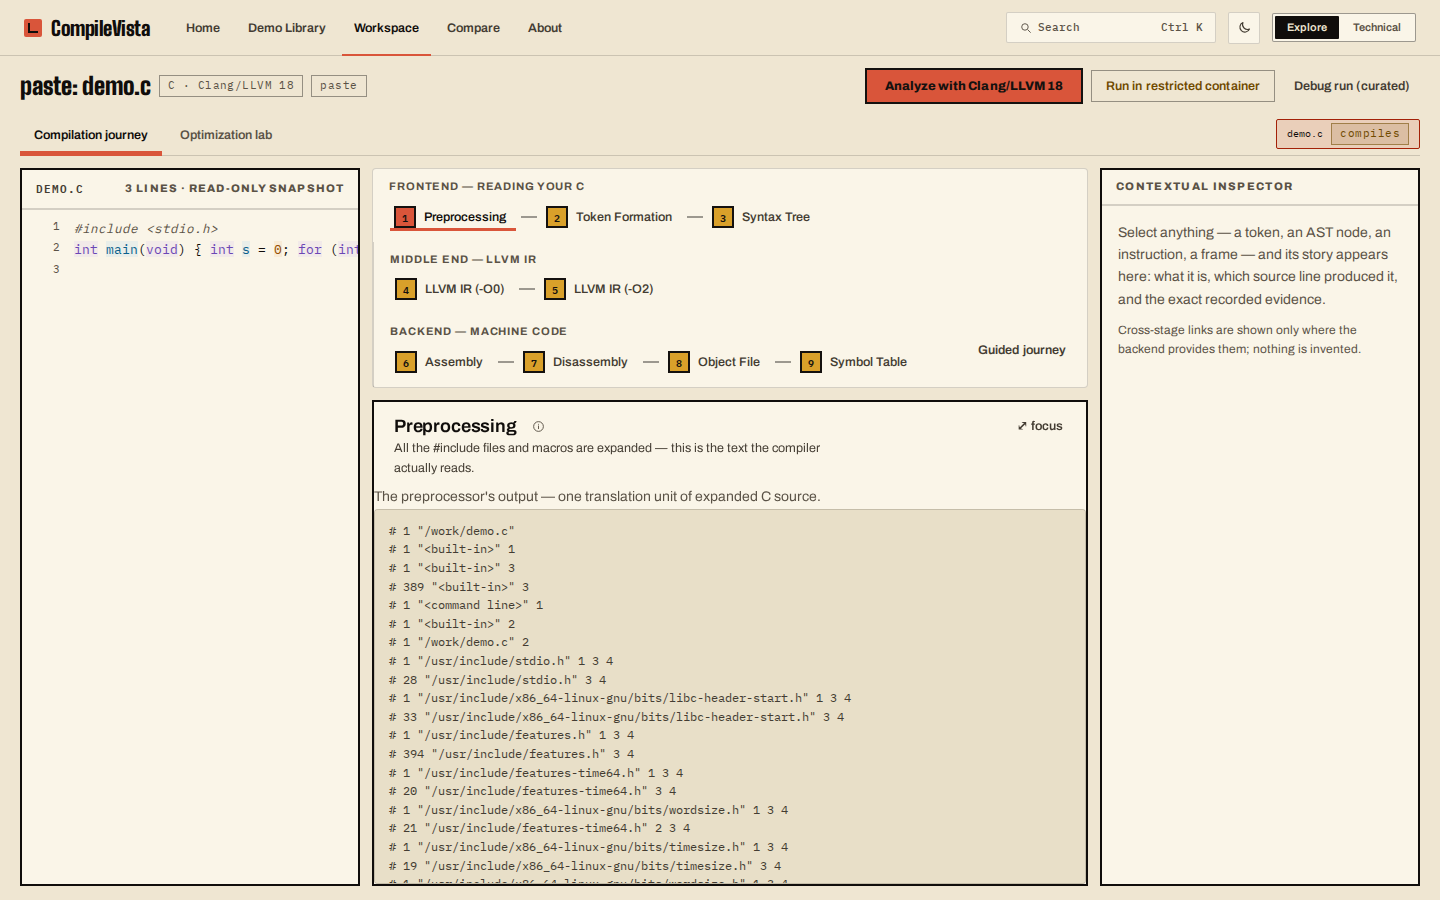 CompileVista
Home
Demo Library
Workspace
Compare
About
Search Ctrl K
Explore
Technical
paste: demo.c
C · Clang/LLVM 18
paste
Analyze with Clang/LLVM 18
Run in restricted container
Debug run (curated)
Compilation journey
Optimization lab
demo.c compiles
DEMO.C
3 LINES · READ-ONLY SNAPSHOT
1 #include <stdio.h>
2 int main(void) { int s = 0; for (int
3
FRONTEND — READING YOUR C
1 Preprocessing — 2 Token Formation — 3 Syntax Tree
MIDDLE END — LLVM IR
4 LLVM IR (-O0) — 5 LLVM IR (-O2)
BACKEND — MACHINE CODE
6 Assembly — 7 Disassembly — 8 Object File — 9 Symbol Table
Guided journey
Preprocessing
⤢ focus
All the #include files and macros are expanded — this is the text the compiler
actually reads.
The preprocessor's output — one translation unit of expanded C source.
# 1 "/work/demo.c"
# 1 "<built-in>" 1
# 1 "<built-in>" 3
# 389 "<built-in>" 3
# 1 "<command line>" 1
# 1 "<built-in>" 2
# 1 "/work/demo.c" 2
# 1 "/usr/include/stdio.h" 1 3 4
# 28 "/usr/include/stdio.h" 3 4
# 1 "/usr/include/x86_64-linux-gnu/bits/libc-header-start.h" 1 3 4
# 33 "/usr/include/x86_64-linux-gnu/bits/libc-header-start.h" 3 4
# 1 "/usr/include/features.h" 1 3 4
# 394 "/usr/include/features.h" 3 4
# 1 "/usr/include/features-time64.h" 1 3 4
# 20 "/usr/include/features-time64.h" 3 4
# 1 "/usr/include/x86_64-linux-gnu/bits/wordsize.h" 1 3 4
# 21 "/usr/include/features-time64.h" 2 3 4
# 1 "/usr/include/x86_64-linux-gnu/bits/timesize.h" 1 3 4
# 19 "/usr/include/x86_64-linux-gnu/bits/timesize.h" 3 4
# 1 "/usr/include/x86_64-linux-gnu/bits/wordsize.h" 1 3 4
CONTEXTUAL INSPECTOR
Select anything — a token, an AST node, an
instruction, a frame — and its story appears
here: what it is, which source line produced it,
and the exact recorded evidence.
Cross-stage links are shown only where the
backend provides them; nothing is invented.